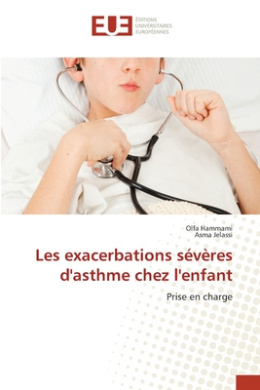 EUE
ÉDITIONS
UNIVERSITAIRES
EUROPÉENNES
Olfa Hammami
Asma Jelassi
Les exacerbations sévères
d'asthme chez l'enfant
Prise en charge